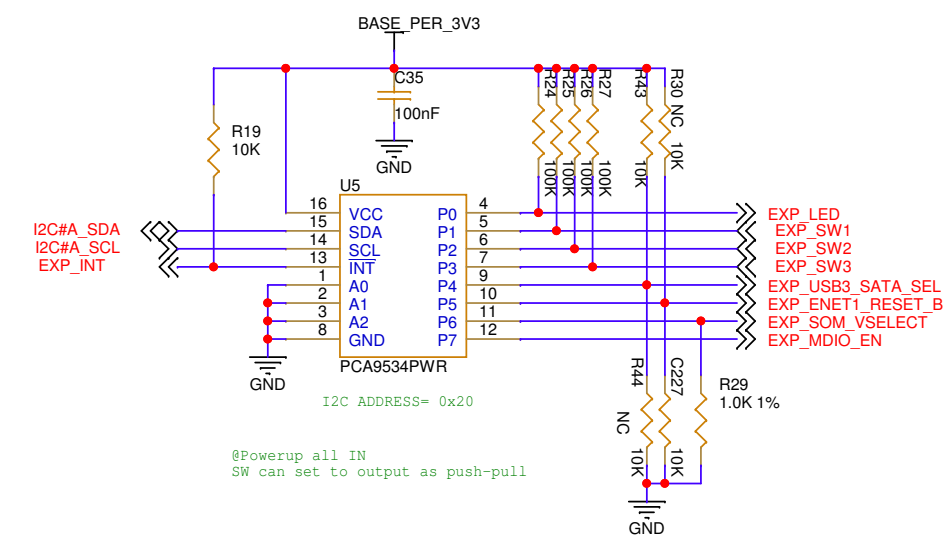 BASE_PER_3V3
C35
100nF
GND
R19
10K
R24
R25
R26
R27
100K
100K
100K
100K
R43
10K
R30
NC
10K
U5
I2C#A_SDA
I2C#A_SCL
EXP_INT
16
15
14
13
1
2
3
8
VCC
SDA
SCL
INT
A0
A1
A2
GND
P0
P1
P2
P3
P4
P5
P6
P7
4
5
6
7
9
10
11
12
EXP_LED
EXP_SW1
EXP_SW2
EXP_SW3
EXP_USB3_SATA_SEL
EXP_ENET1_RESET_B
EXP_SOM_VSELECT
EXP_MDIO_EN
PCA9534PWR
GND
I2C ADDRESS= 0x20
@Powerup all IN
SW can set to output as push-pull
R44
NC
10K
C227
10K
R29
1.0K 1%
GND